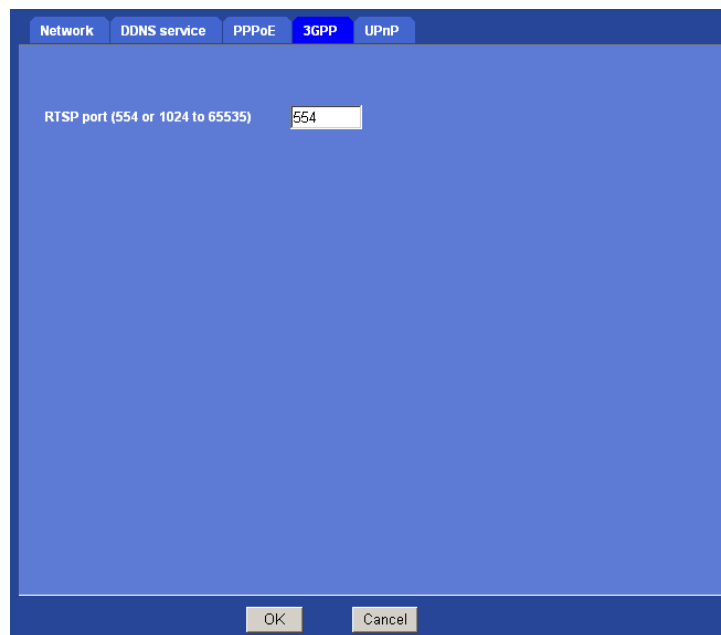 Network DDNS service PPPoE 3GPP UPnP
RTSP port (554 or 1024 to 65535) 554
OK Cancel